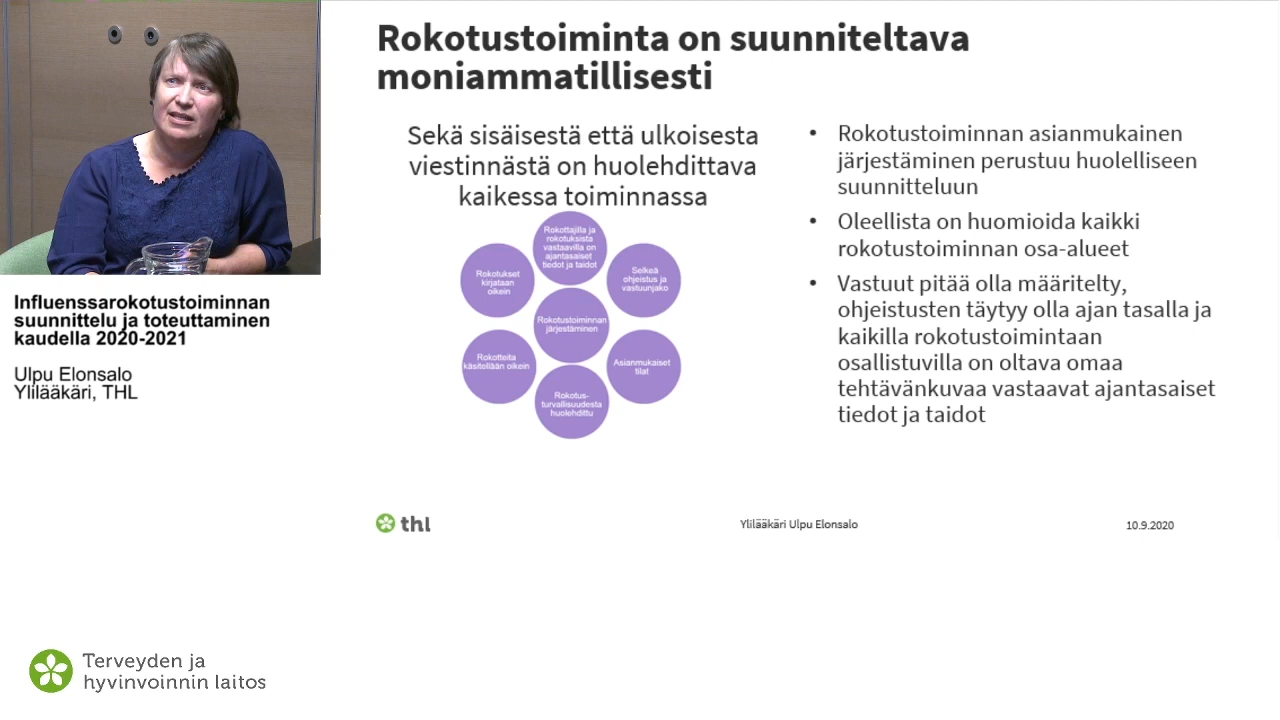 Rokotustoiminta on suunniteltava
moniammatillisesti
Sekä sisäisestä että ulkoisesta
viestinnästä on huolehdittava
kaikessa toiminnassa
Rokottajilla ja
rokotuksista
vastaavilla on
ajantasaiset
tiedot ja taidot
Rokotukset
kirjataan
oikein
Selkeä
ohjeistus ja
vastuunjako
Rokotustoiminnan
järjestäminen
Rokotteita
käsitellään oikein
Asianmukaiset
tilat
Rokotus-
turvallisuudesta
huolehdittu
• Rokotustoiminnan asianmukainen
järjestäminen perustuu huolelliseen
suunnitteluun
• Oleellista on huomioida kaikki
rokotustoiminnan osa-alueet
• Vastuut pitää olla määritelty,
ohjeistusten täytyy olla ajan tasalla ja
kaikilla rokotustoimintaan
osallistuvilla on oltava omaa
tehtävänkuvaa vastaavat ajantasaiset
tiedot ja taidot
thl
Ylilääkäri Ulpu Elonsalo
10.9.2020
Influenssarokotustoiminnan
suunnittelu ja toteuttaminen
kaudella 2020-2021
Ulpu Elonsalo
Ylilääkäri, THL
Terveyden ja
hyvinvoinnin laitos